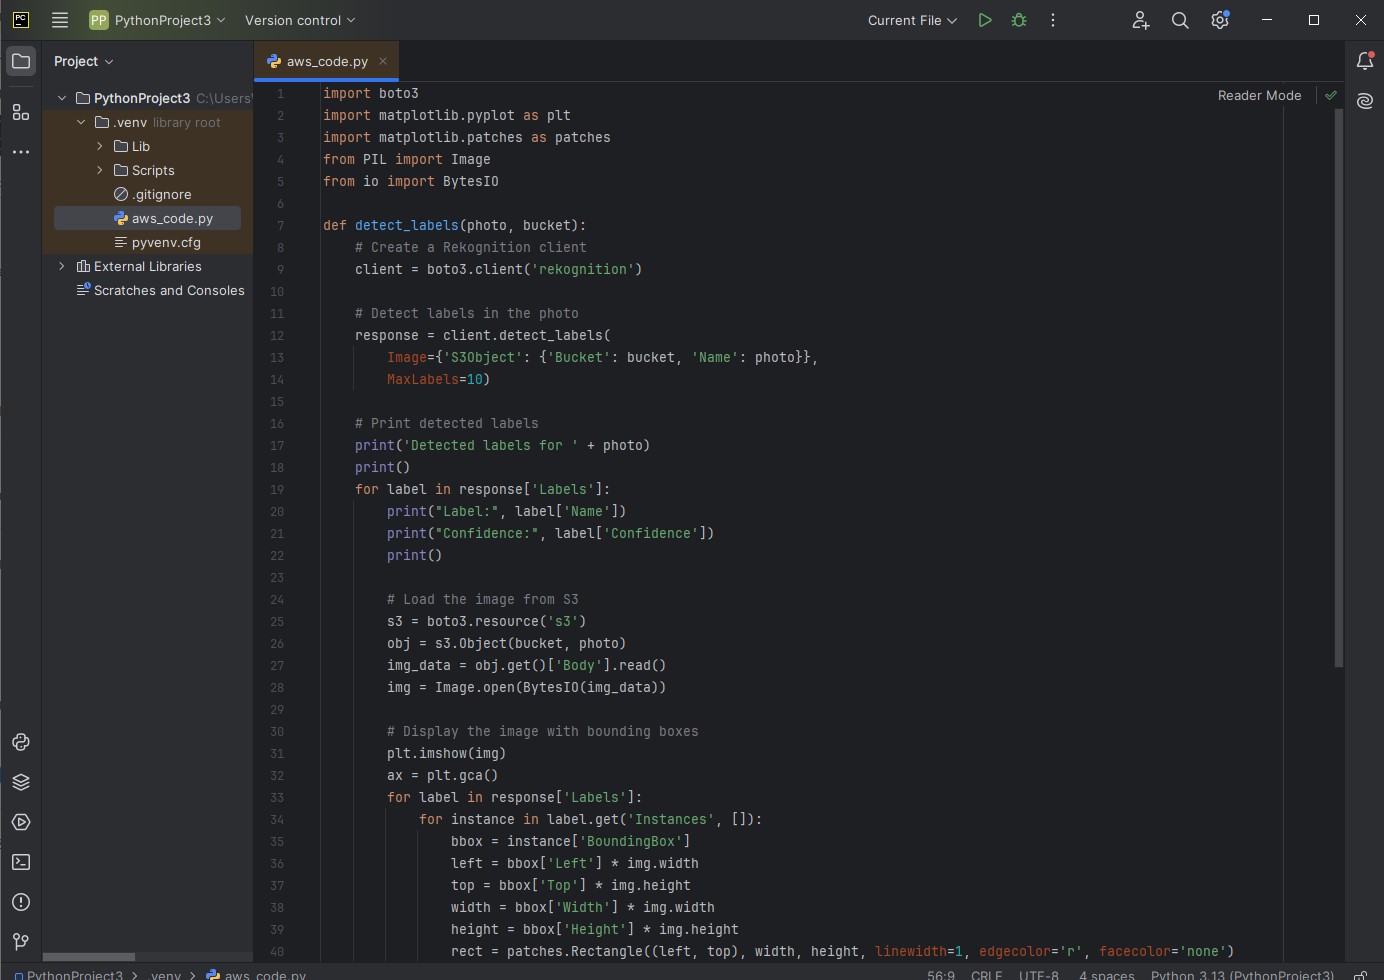 PC
PP PythonProject3 Version control
Current File
Project
aws_code.py
PythonProject3 C:\Users\
.venv library root
Lib
Scripts
.gitignore
aws_code.py
pyvenv.cfg
External Libraries
Scratches and Consoles
Reader Mode
1 import boto3
2 import matplotlib.pyplot as plt
3 import matplotlib.patches as patches
4 from PIL import Image
5 from io import BytesIO
6
7 def detect_labels(photo, bucket):
8 # Create a Rekognition client
9 client = boto3.client('rekognition')
10
11 # Detect labels in the photo
12 response = client.detect_labels(
13 Image={'S3Object': {'Bucket': bucket, 'Name': photo}},
14 MaxLabels=10)
15
16 # Print detected labels
17 print('Detected labels for ' + photo)
18 print()
19 for label in response['Labels']:
20 print("Label:", label['Name'])
21 print("Confidence:", label['Confidence'])
22 print()
23
24 # Load the image from S3
25 s3 = boto3.resource('s3')
26 obj = s3.Object(bucket, photo)
27 img_data = obj.get()['Body'].read()
28 img = Image.open(BytesIO(img_data))
29
30 # Display the image with bounding boxes
31 plt.imshow(img)
32 ax = plt.gca()
33 for label in response['Labels']:
34 for instance in label.get('Instances', []):
35 bbox = instance['BoundingBox']
36 left = bbox['Left'] * img.width
37 top = bbox['Top'] * img.height
38 width = bbox['Width'] * img.width
39 height = bbox['Height'] * img.height
40 rect = patches.Rectangle((left, top), width, height, linewidth=1, edgecolor='r', facecolor='none')
PythonProject3 > .venv > aws_code.py
56:9 CRLF UTF-8 4 spaces Python 3.13 (PythonProject3)